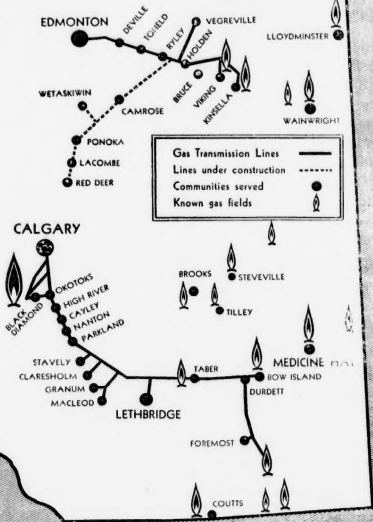 EDMONTON
DEVILLE
TOFIELD
RYLEY
VEGREVILLE
HOLDEN
BRUCE
VIKING
KINSELLA
LLOYDMINSTER
WAINWRIGHT
WETASKIWIN
CAMROSE
PONOKA
LACOMBE
RED DEER
Gas Transmission Lines
Lines under construction
Communities served
Known gas fields
CALGARY
BLACK
DIAMOND
OKOTOKS
HIGH RIVER
CAYLEY
NANTON
PARKLAND
STAVELY
CLARESHOLM
GRANUM
MACLEOD
LETHBRIDGE
BROOKS
STEVEVILLE
TILLEY
TABER
MEDICINE HAT
BOW ISLAND
DURDETT
FOREMOST
COUTTS